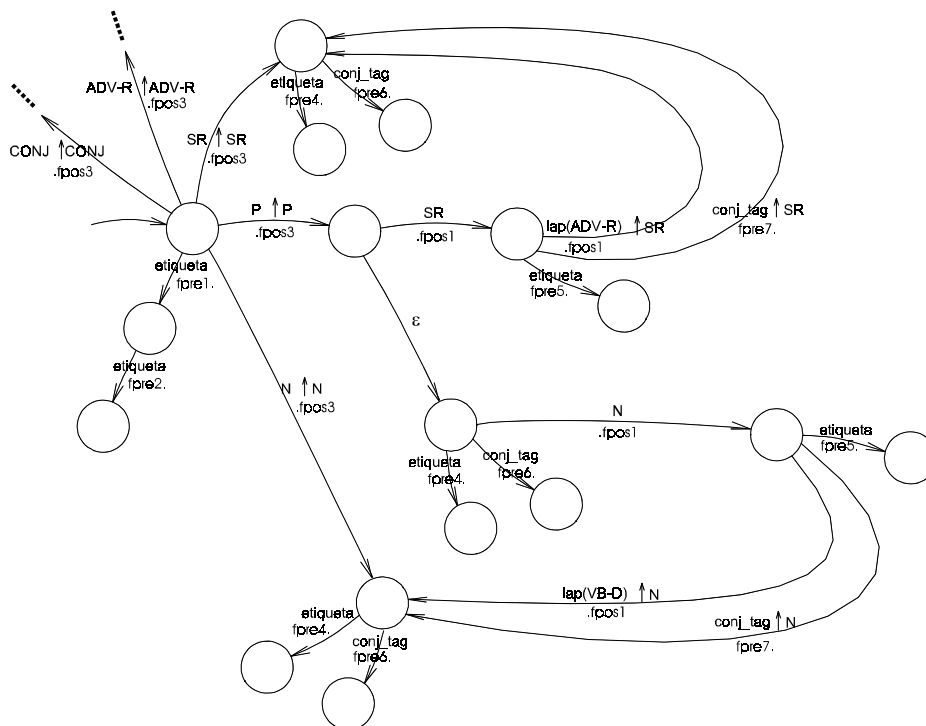 ADV-R ↑ADV-R
.fpos3
CONJ ↑CONJ
.fpos3
SR ↑ SR
.fpos3
etiqueta
fpre4.
conj_tag
fpre6.
P ↑ P
.fpos3
SR
.fpos1
lap(ADV-R) ↑SR
.fpos1
conj_tag ↑ SR
fpre7.
etiqueta
fpre1.
etiqueta
fpre5.
etiqueta
fpre2.
ε
N ↑ N
.fpos3
N
.fpos1
etiqueta
fpre5.
etiqueta
fpre4.
conj_tag
fpre6.
lap(VB-D) ↑ N
.fpos1
conj_tag ↑ N
fpre7.
etiqueta
fpre4.
conj_tag
fpre6.